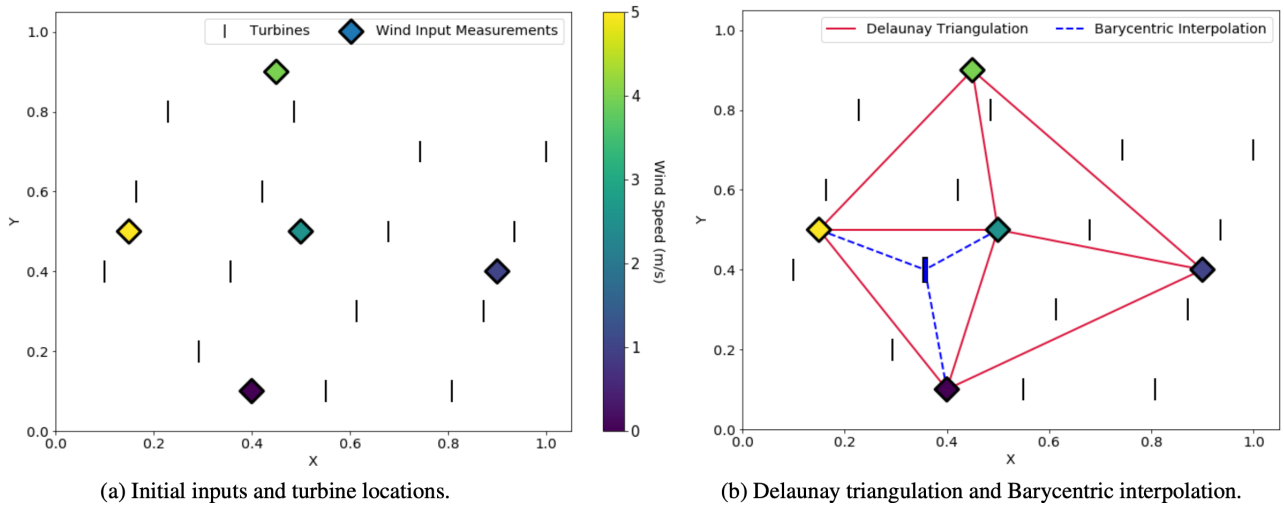 Turbines
Wind Input Measurements
1.0
0.8
0.6
0.4
0.2
0.0
Y
0.0
0.2
0.4
0.6
0.8
1.0
X
5
4
3
2
1
0
Wind Speed (m/s)
(a) Initial inputs and turbine locations.
Delaunay Triangulation
Barycentric Interpolation
1.0
0.8
0.6
0.4
0.2
0.0
Y
0.0
0.2
0.4
0.6
0.8
1.0
X
(b) Delaunay triangulation and Barycentric interpolation.